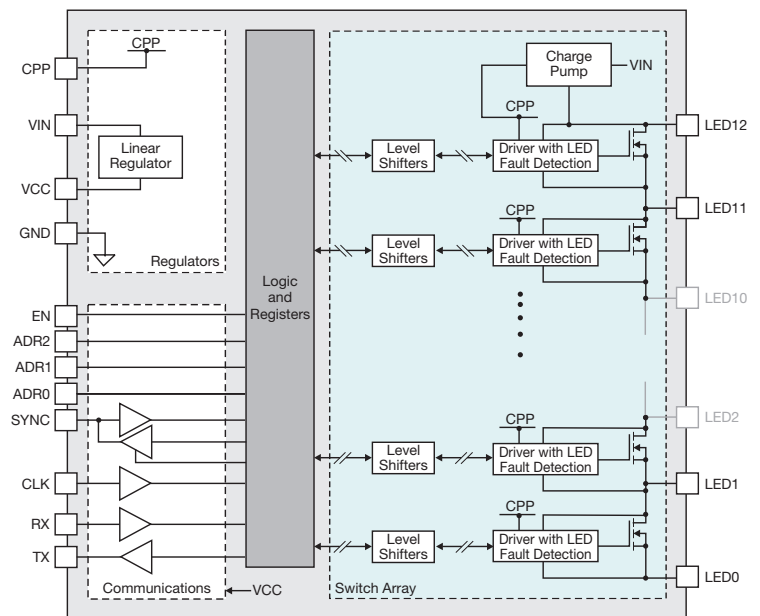 CPP
VIN
VCC
GND
EN
ADR2
ADR1
ADR0
SYNC
CLK
RX
TX
CPP
Linear
Regulator
Regulators
Communications
VCC
Logic
and
Registers
Charge
Pump
VIN
CPP
Level
Shifters
Driver with LED
Fault Detection
CPP
Level
Shifters
Driver with LED
Fault Detection
CPP
Level
Shifters
Driver with LED
Fault Detection
CPP
Level
Shifters
Driver with LED
Fault Detection
Switch Array
LED12
LED11
LED10
LED2
LED1
LED0